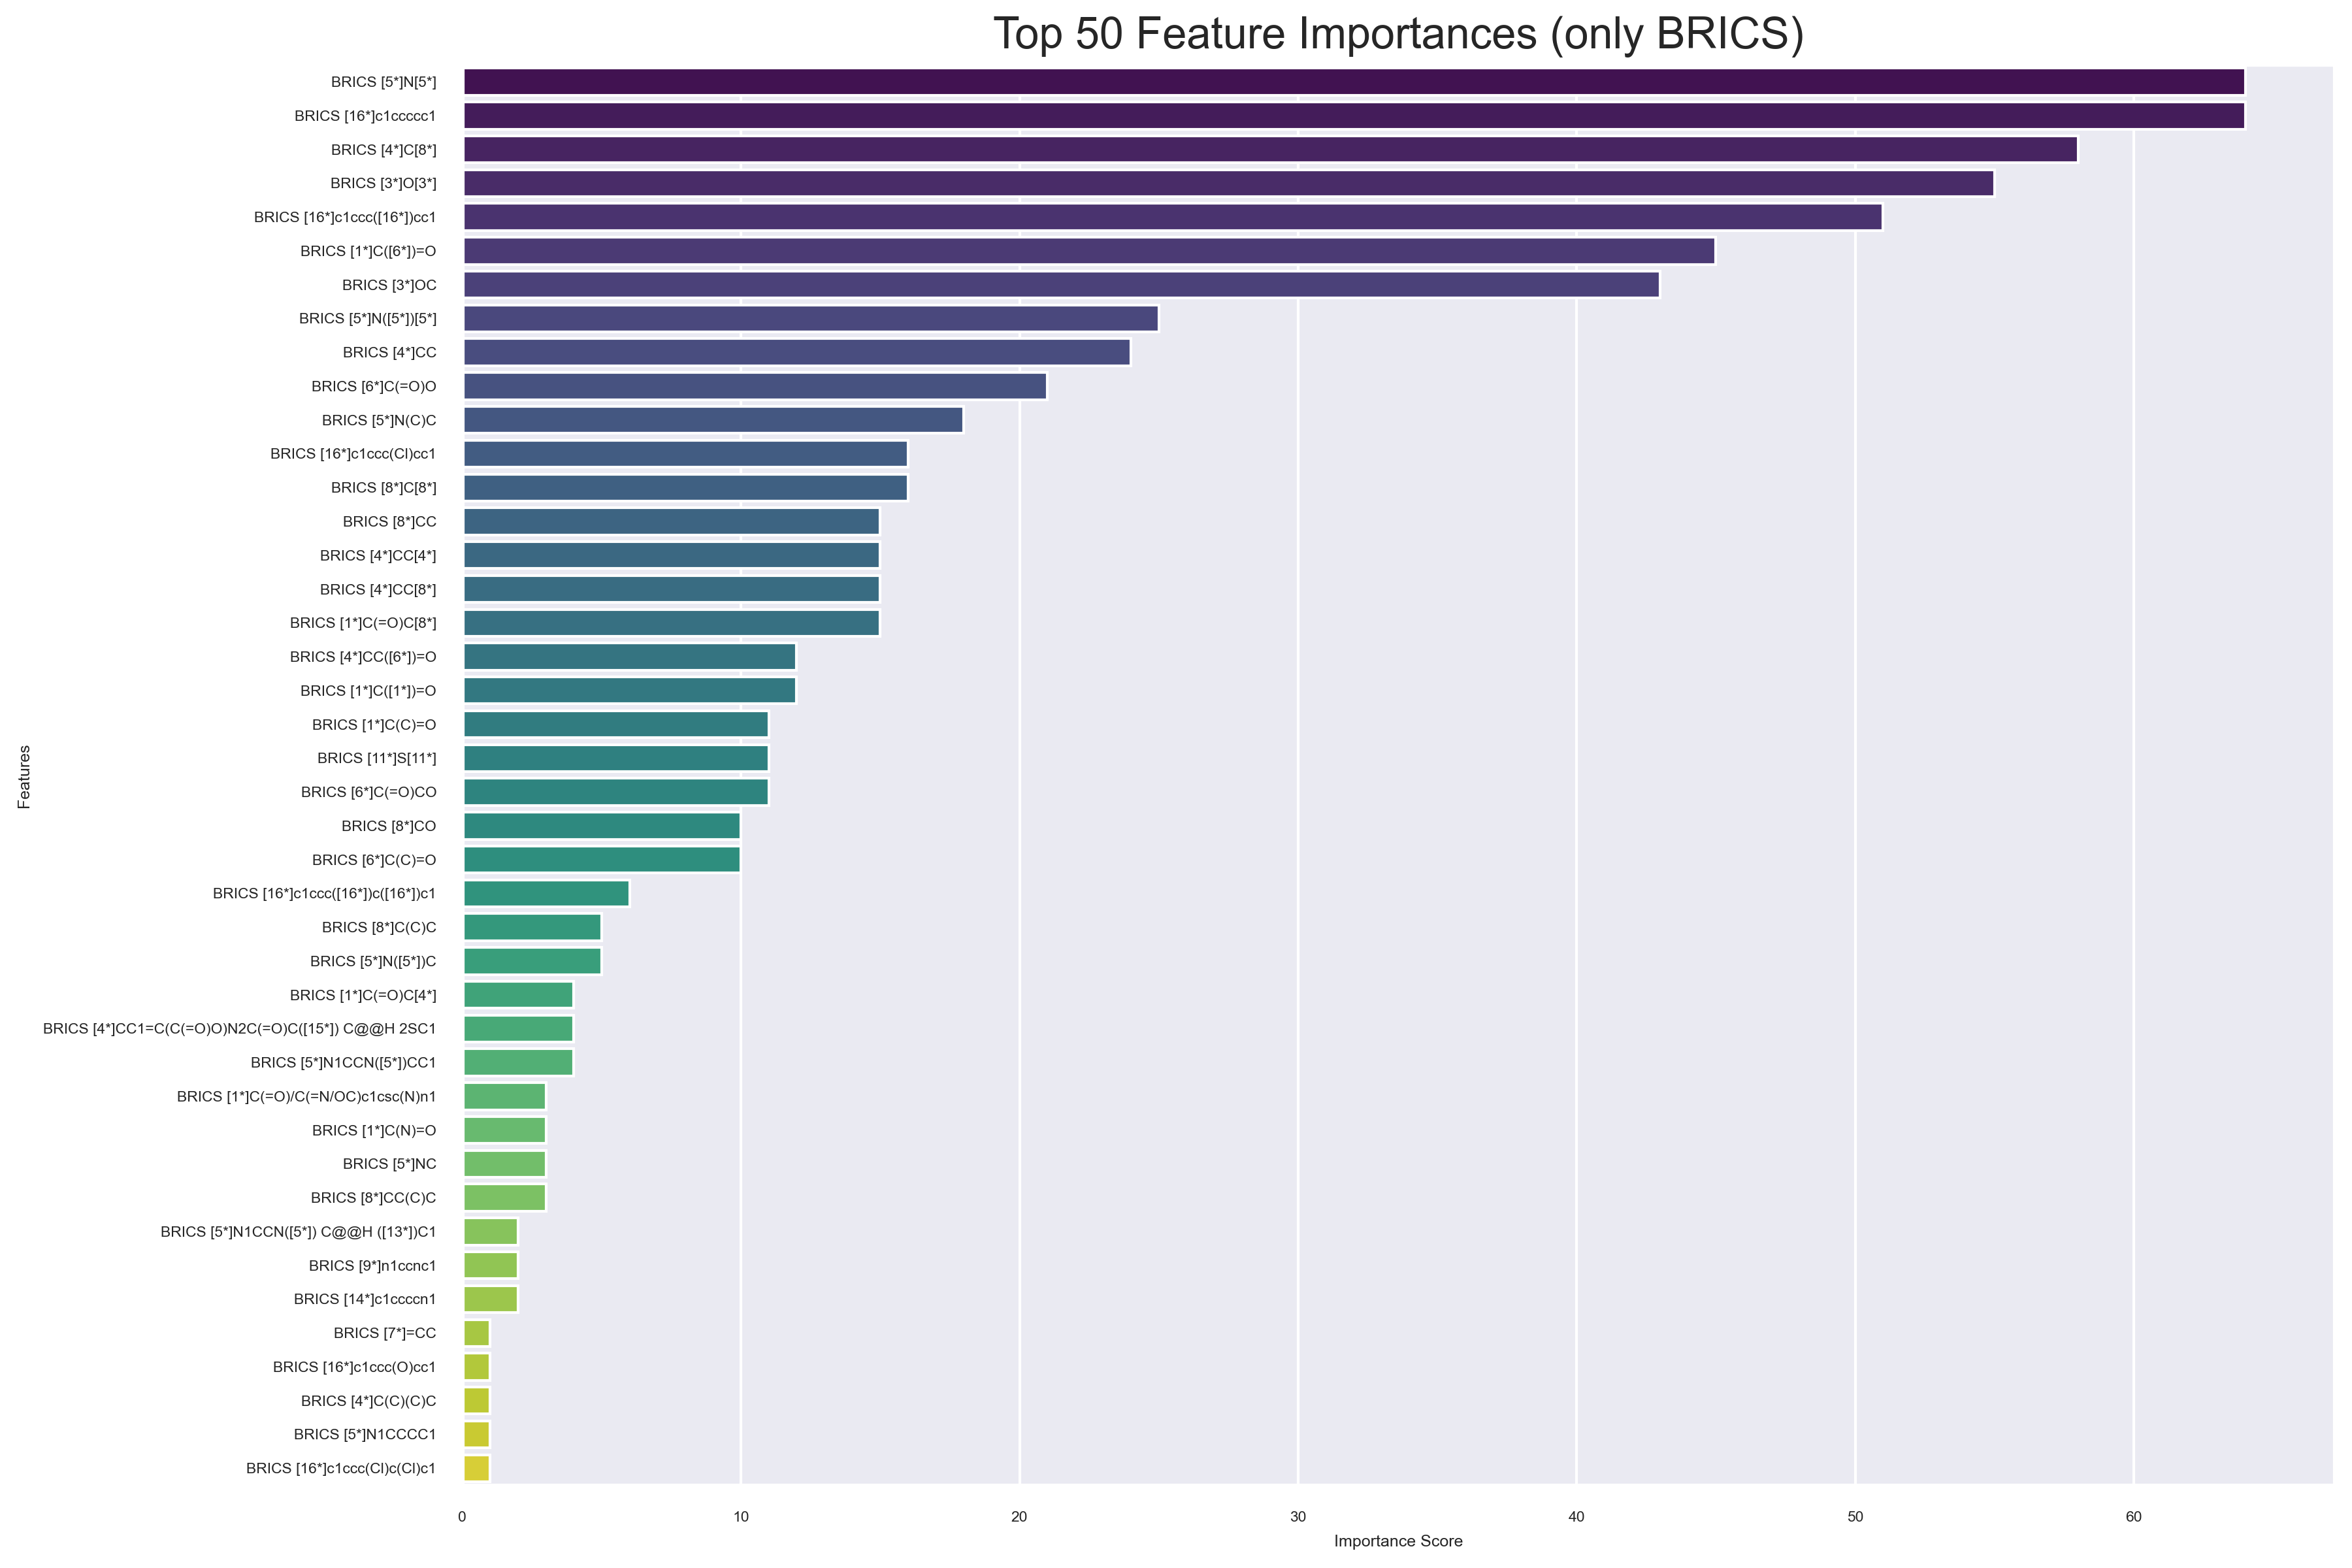 Top 50 Feature Importances (only BRICS)
BRICS [5*]N[5*]
BRICS [16*]c1ccccc1
BRICS [4*]C[8*]
BRICS [3*]O[3*]
BRICS [16*]c1ccc([16*])cc1
BRICS [1*]C([6*])=O
BRICS [3*]OC
BRICS [5*]N([5*])[5*]
BRICS [4*]CC
BRICS [6*]C(=O)O
BRICS [5*]N(C)C
BRICS [16*]c1ccc(Cl)cc1
BRICS [8*]C[8*]
BRICS [8*]CC
BRICS [4*]CC[4*]
BRICS [4*]CC[8*]
BRICS [1*]C(=O)C[8*]
BRICS [4*]CC([6*])=O
BRICS [1*]C([1*])=O
BRICS [1*]C(C)=O
BRICS [11*]S[11*]
BRICS [6*]C(=O)CO
BRICS [8*]CO
BRICS [6*]C(C)=O
BRICS [16*]c1ccc([16*])c([16*])c1
BRICS [8*]C(C)C
BRICS [5*]N([5*])C
BRICS [1*]C(=O)C[4*]
BRICS [4*]CC1=C(C(=O)O)N2C(=O)C([15*]) C@@H 2SC1
BRICS [5*]N1CCN([5*])CC1
BRICS [1*]C(=O)/C(=N/OC)c1csc(N)n1
BRICS [1*]C(N)=O
BRICS [5*]NC
BRICS [8*]CC(C)C
BRICS [5*]N1CCN([5*]) C@@H ([13*])C1
BRICS [9*]n1ccnc1
BRICS [14*]c1ccccn1
BRICS [7*]=CC
BRICS [16*]c1ccc(O)cc1
BRICS [4*]C(C)(C)C
BRICS [5*]N1CCCC1
BRICS [16*]c1ccc(Cl)c(Cl)c1
Features
0 10 20 30 40 50 60
Importance Score